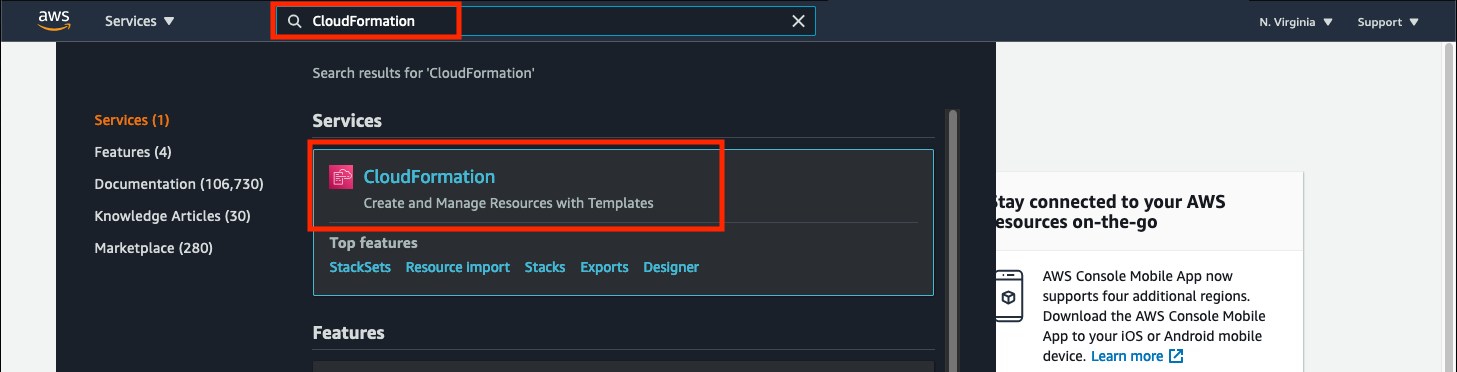 aws Services ▼ CloudFormation N. Virginia ▼ Support ▼
Search results for 'CloudFormation'
Services (1)
Features (4)
Documentation (106,730)
Knowledge Articles (30)
Marketplace (280)
Services
CloudFormation
Create and Manage Resources with Templates
Top features
StackSets Resource import Stacks Exports Designer
Features
Stay connected to your AWS
resources on-the-go
AWS Console Mobile App now
supports four additional regions.
Download the AWS Console Mobile
App to your iOS or Android mobile
device. Learn more